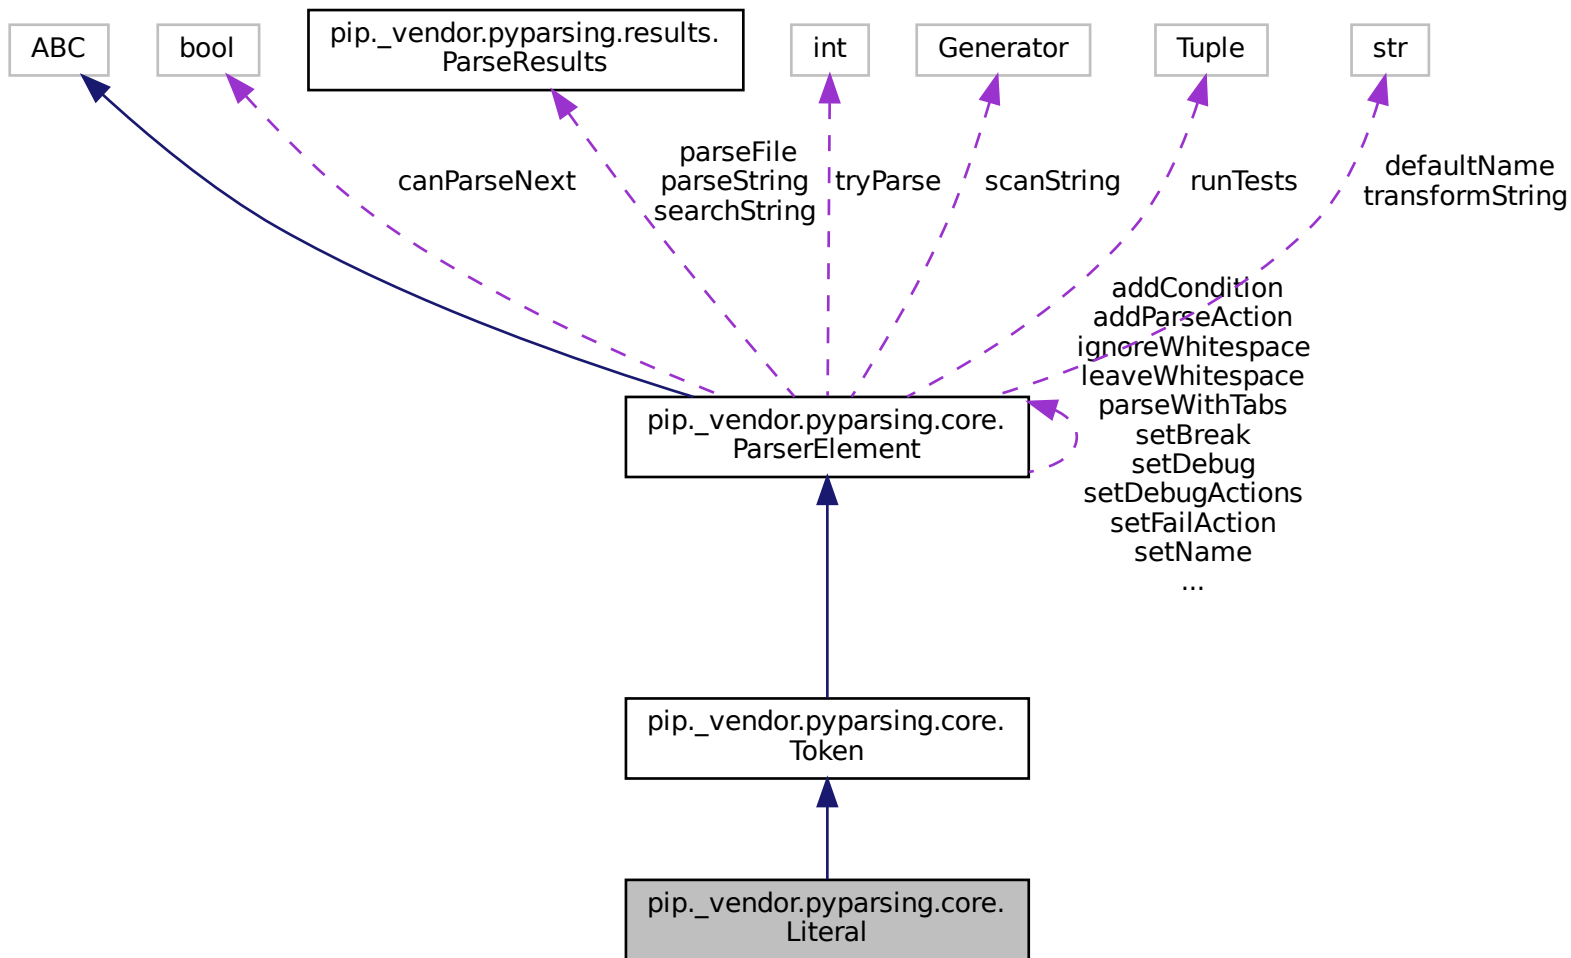 ABC
bool
pip._vendor.pyparsing.results.
ParseResults
int
Generator
Tuple
str
canParseNext
parseFile
parseString
searchString
tryParse
scanString
runTests
defaultName
transformString
addCondition
addParseAction
ignoreWhitespace
leaveWhitespace
parseWithTabs
setBreak
setDebug
setDebugActions
setFailAction
setName
...
pip._vendor.pyparsing.core.
ParserElement
pip._vendor.pyparsing.core.
Token
pip._vendor.pyparsing.core.
Literal